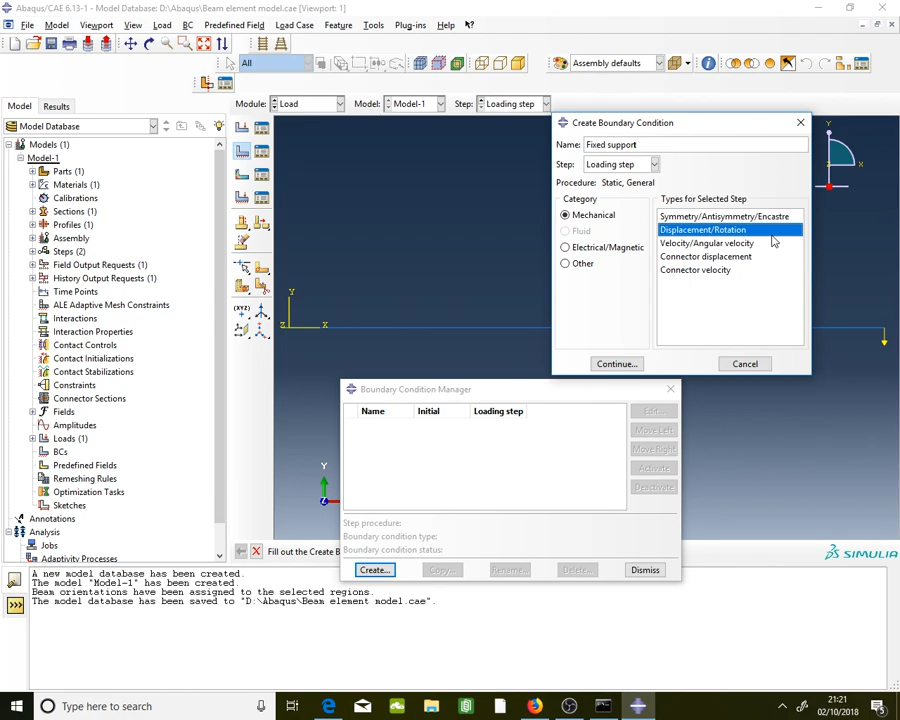 Abaqus/CAE 6.13-1 - Model Database: D:\Abaqus\Beam element model.cae [Viewport: 1]
File Model Viewport View Load BC Predefined Field Load Case Feature Tools Plug-ins Help
All
Assembly defaults
Model Results
Module: Load Model: Model-1 Step: Loading step
Model Database
Models (1)
Model-1
Parts (1)
Materials (1)
Calibrations
Sections (1)
Profiles (1)
Assembly
Steps (2)
Field Output Requests (1)
History Output Requests (1)
Time Points
ALE Adaptive Mesh Constraints
Interactions
Interaction Properties
Contact Controls
Contact Initializations
Contact Stabilizations
Constraints
Connector Sections
Fields
Amplitudes
Loads (1)
BCs
Predefined Fields
Remeshing Rules
Optimization Tasks
Sketches
Annotations
Analysis
Jobs
Adaptivity Processes
Y
Z X
Y
Z
Y
Z X
Create Boundary Condition
Name: Fixed support
Step: Loading step
Procedure: Static, General
Category
Mechanical
Fluid
Electrical/Magnetic
Other
Types for Selected Step
Symmetry/Antisymmetry/Encastre
Displacement/Rotation
Velocity/Angular velocity
Connector displacement
Connector velocity
Continue... Cancel
Boundary Condition Manager
Name Initial Loading step
Edit...
Move Left
Move Right
Activate
Deactivate
Step procedure:
Boundary condition type:
Boundary condition status:
Create... Copy... Rename... Delete... Dismiss
Fill out the Create B
SIMULIA
A new model database has been created.
The model "Model-1" has been created.
Beam orientations have been assigned to the selected regions.
The model database has been saved to "D:\Abaqus\Beam element model.cae".
Type here to search
21:21
02/10/2018